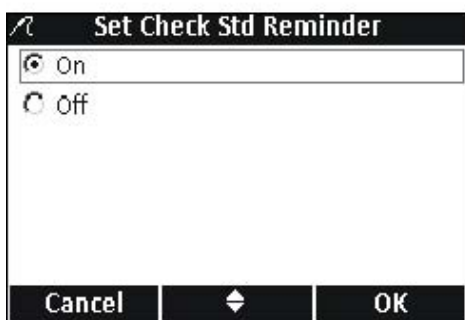 Set Check Std Reminder
On
Off
Cancel
OK